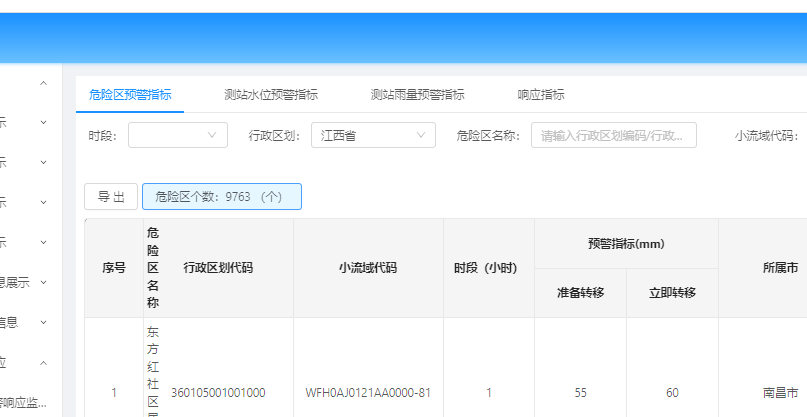 危险区预警指标 测站水位预警指标 测站雨量预警指标 响应指标
时段: 行政区划: 江西省 危险区名称: 请输入行政区划编码/行政... 小流域代码:
导 出 危险区个数: 9763 （个）
序号 危险区名称 行政区划代码 小流域代码 时段（小时） 预警指标(mm) 所属市
准备转移 立即转移
1 东方红社区居 360105001001000 WFH0AJ0121AA0000-81 1 55 60 南昌市
示
示
示
示
息展示
信息
应
警响应监...